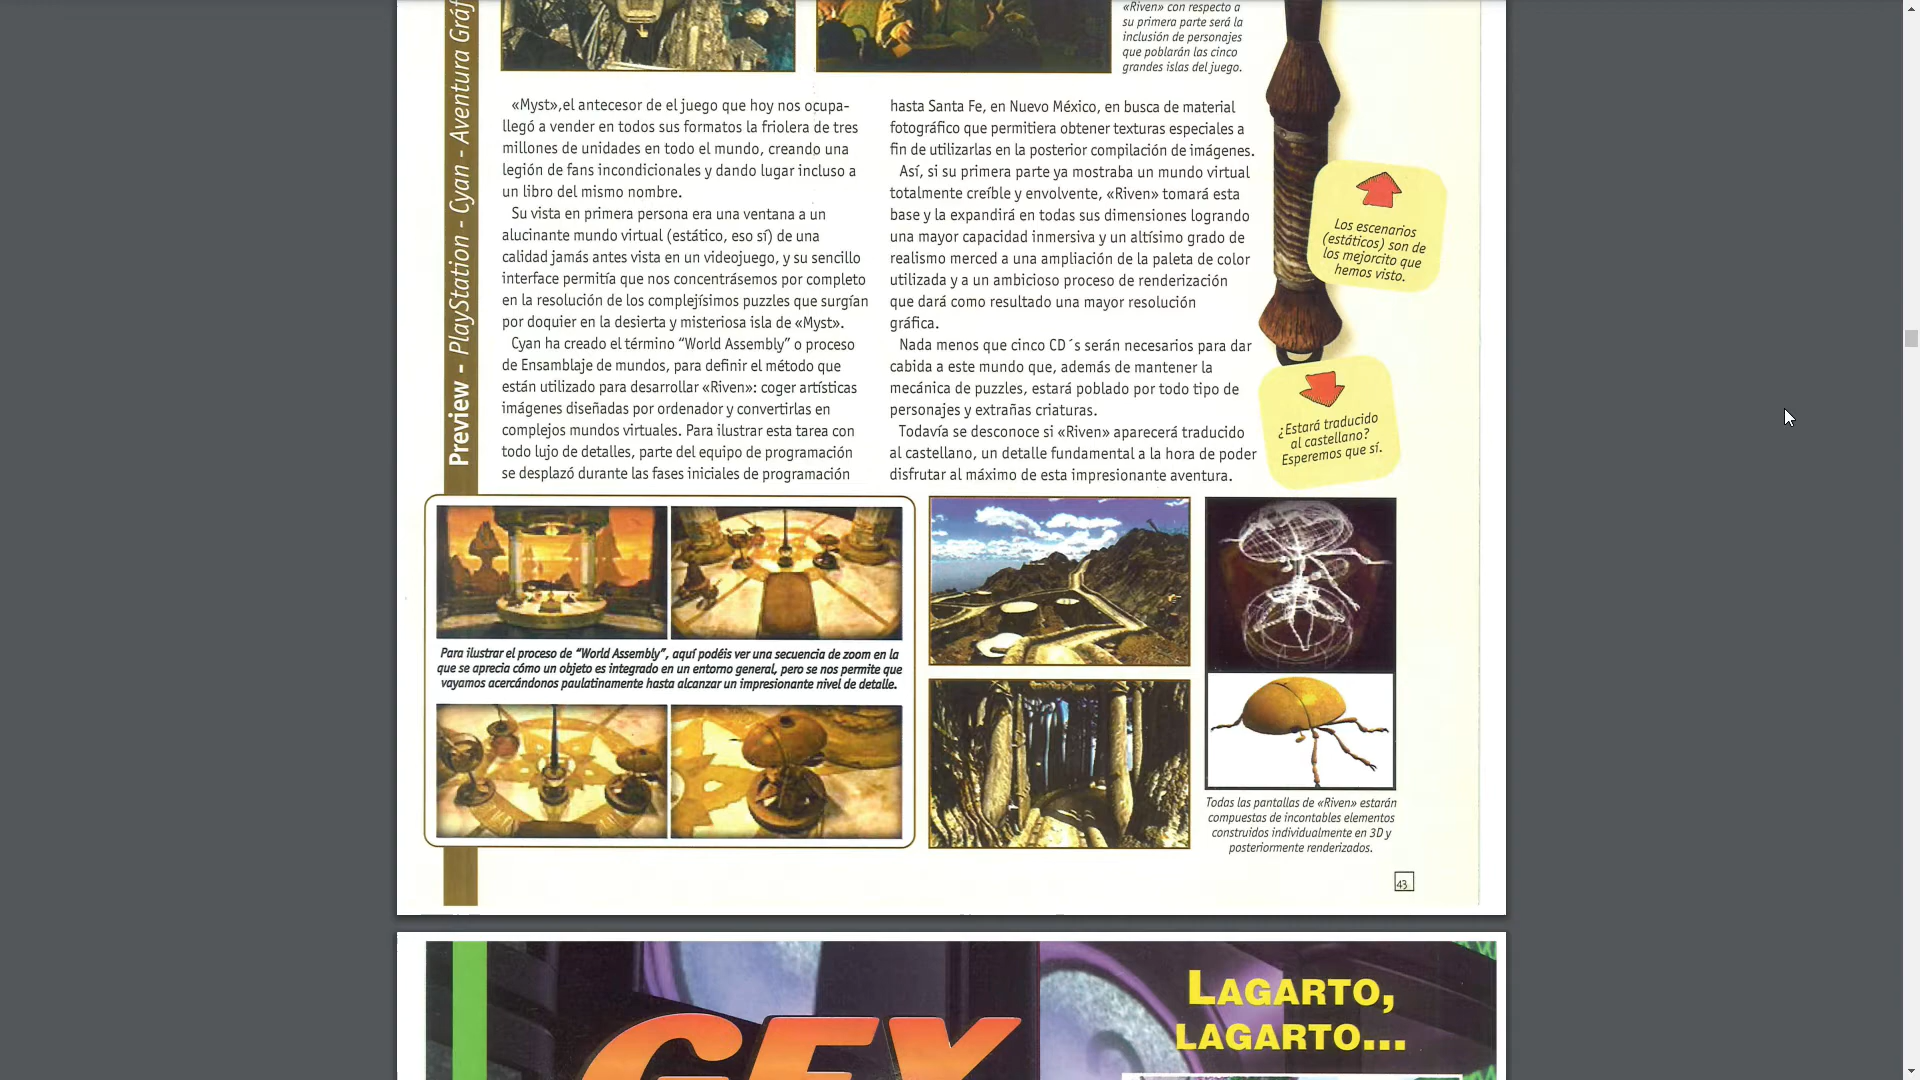 «Riven» con respecto a
su primera parte será la
inclusión de personajes
que poblarán las cinco
grandes islas del juego.
Preview - PlayStation - Cyan - Aventura Gráf
«Myst»,el antecesor de el juego que hoy nos ocupa-
llegó a vender en todos sus formatos la friolera de tres
millones de unidades en todo el mundo, creando una
legión de fans incondicionales y dando lugar incluso a
un libro del mismo nombre.
Su vista en primera persona era una ventana a un
alucinante mundo virtual (estático, eso sí) de una
calidad jamás antes vista en un videojuego, y su sencillo
interface permitía que nos concentrásemos por completo
en la resolución de los complejísimos puzzles que surgían
por doquier en la desierta y misteriosa isla de «Myst».
Cyan ha creado el término “World Assembly” o proceso
de Ensamblaje de mundos, para definir el método que
están utilizado para desarrollar «Riven»: coger artísticas
imágenes diseñadas por ordenador y convertirlas en
complejos mundos virtuales. Para ilustrar esta tarea con
todo lujo de detalles, parte del equipo de programación
se desplazó durante las fases iniciales de programación
hasta Santa Fe, en Nuevo México, en busca de material
fotográfico que permitiera obtener texturas especiales a
fin de utilizarlas en la posterior compilación de imágenes.
Así, si su primera parte ya mostraba un mundo virtual
totalmente creíble y envolvente, «Riven» tomará esta
base y la expandirá en todas sus dimensiones logrando
una mayor capacidad inmersiva y un altísimo grado de
realismo merced a una ampliación de la paleta de color
utilizada y a un ambicioso proceso de renderización
que dará como resultado una mayor resolución
gráfica.
Nada menos que cinco CD´s serán necesarios para dar
cabida a este mundo que, además de mantener la
mecánica de puzzles, estará poblado por todo tipo de
personajes y extrañas criaturas.
Todavía se desconoce si «Riven» aparecerá traducido
al castellano, un detalle fundamental a la hora de poder
disfrutar al máximo de esta impresionante aventura.
Los escenarios
(estáticos) son de
los mejorcito que
hemos visto.
¿Estará traducido
al castellano?
Esperemos que sí.
Para ilustrar el proceso de “World Assembly”, aquí podéis ver una secuencia de zoom en la
que se aprecia cómo un objeto es integrado en un entorno general, pero se nos permite que
vayamos acercándonos paulatinamente hasta alcanzar un impresionante nivel de detalle.
Todas las pantallas de «Riven» estarán
compuestas de incontables elementos
construidos individualmente en 3D y
posteriormente renderizados.
43
GEX
LAGARTO,
LAGARTO...